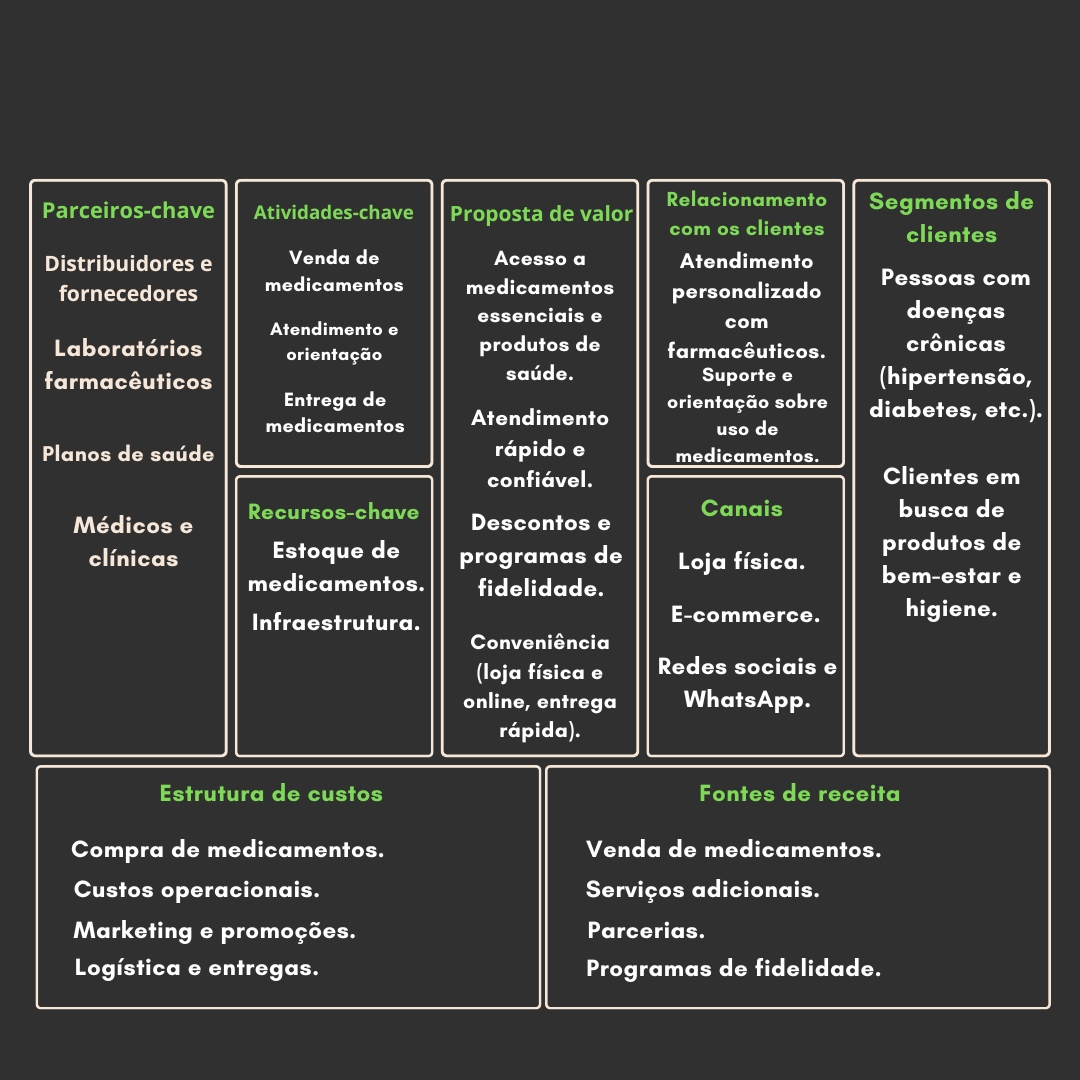 Parceiros-chave
Distribuidores e
fornecedores
Laboratórios
farmacêuticos
Planos de saúde
Médicos e
clínicas
Atividades-chave
Venda de
medicamentos
Atendimento e
orientação
Entrega de
medicamentos
Recursos-chave
Estoque de
medicamentos.
Infraestrutura.
Proposta de valor
Acesso a
medicamentos
essenciais e
produtos de
saúde.
Atendimento
rápido e
confiável.
Descontos e
programas de
fidelidade.
Conveniência
(loja física e
online, entrega
rápida).
Relacionamento
com os clientes
Atendimento
personalizado
com
farmacêuticos.
Suporte e
orientação sobre
uso de
medicamentos.
Canais
Loja física.
E-commerce.
Redes sociais e
WhatsApp.
Segmentos de
clientes
Pessoas com
doenças
crônicas
(hipertensão,
diabetes, etc.).
Clientes em
busca de
produtos de
bem-estar e
higiene.
Estrutura de custos
Compra de medicamentos.
Custos operacionais.
Marketing e promoções.
Logística e entregas.
Fontes de receita
Venda de medicamentos.
Serviços adicionais.
Parcerias.
Programas de fidelidade.